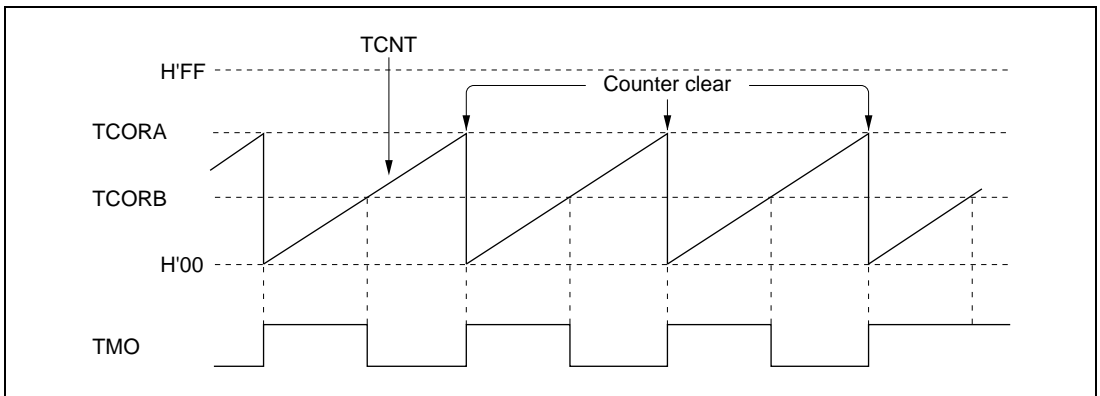 TCNT
H'FF
Counter clear
TCORA
TCORB
H'00
TMO